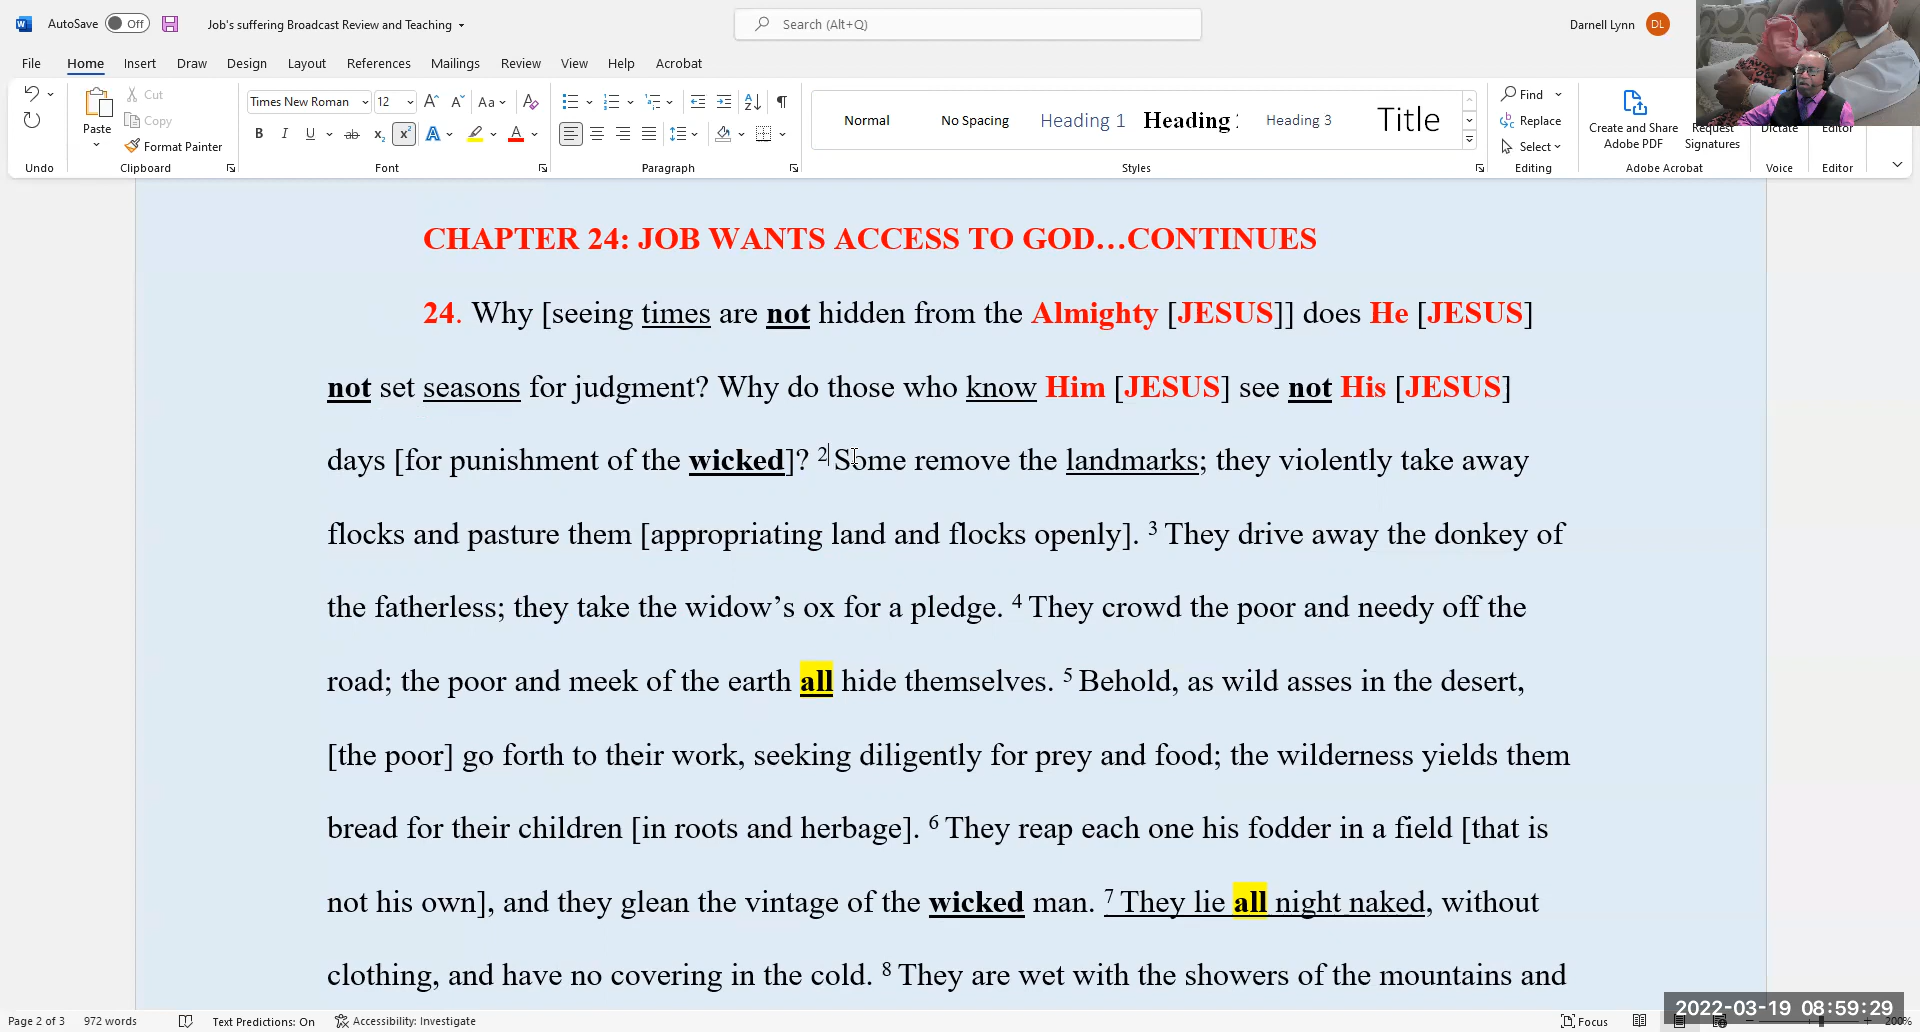 AutoSave Off Job's suffering Broadcast Review and Teaching Search (Alt+Q) Darnell Lynn DL
File Home Insert Draw Design Layout References Mailings Review View Help Acrobat
Undo
Paste Cut Copy Format Painter
Clipboard
Times New Roman 12 Aa
B I U ab x₂ x² A A
Font
Paragraph
Normal No Spacing Heading 1 Heading 2 Heading 3 Title
Styles
Find Replace Select
Editing
Create and Share Adobe PDF Request Signatures
Adobe Acrobat
Dictate
Voice
Editor
Editor
CHAPTER 24: JOB WANTS ACCESS TO GOD…CONTINUES
24. Why [seeing times are not hidden from the Almighty [JESUS]] does He [JESUS]
not set seasons for judgment? Why do those who know Him [JESUS] see not His [JESUS]
days [for punishment of the wicked]? 2 Some remove the landmarks; they violently take away
flocks and pasture them [appropriating land and flocks openly]. 3 They drive away the donkey of
the fatherless; they take the widow’s ox for a pledge. 4 They crowd the poor and needy off the
road; the poor and meek of the earth all hide themselves. 5 Behold, as wild asses in the desert,
[the poor] go forth to their work, seeking diligently for prey and food; the wilderness yields them
bread for their children [in roots and herbage]. 6 They reap each one his fodder in a field [that is
not his own], and they glean the vintage of the wicked man. 7 They lie all night naked, without
clothing, and have no covering in the cold. 8 They are wet with the showers of the mountains and
Page 2 of 3 972 words Text Predictions: On Accessibility: Investigate Focus 200%
2022-03-19 08:59:29